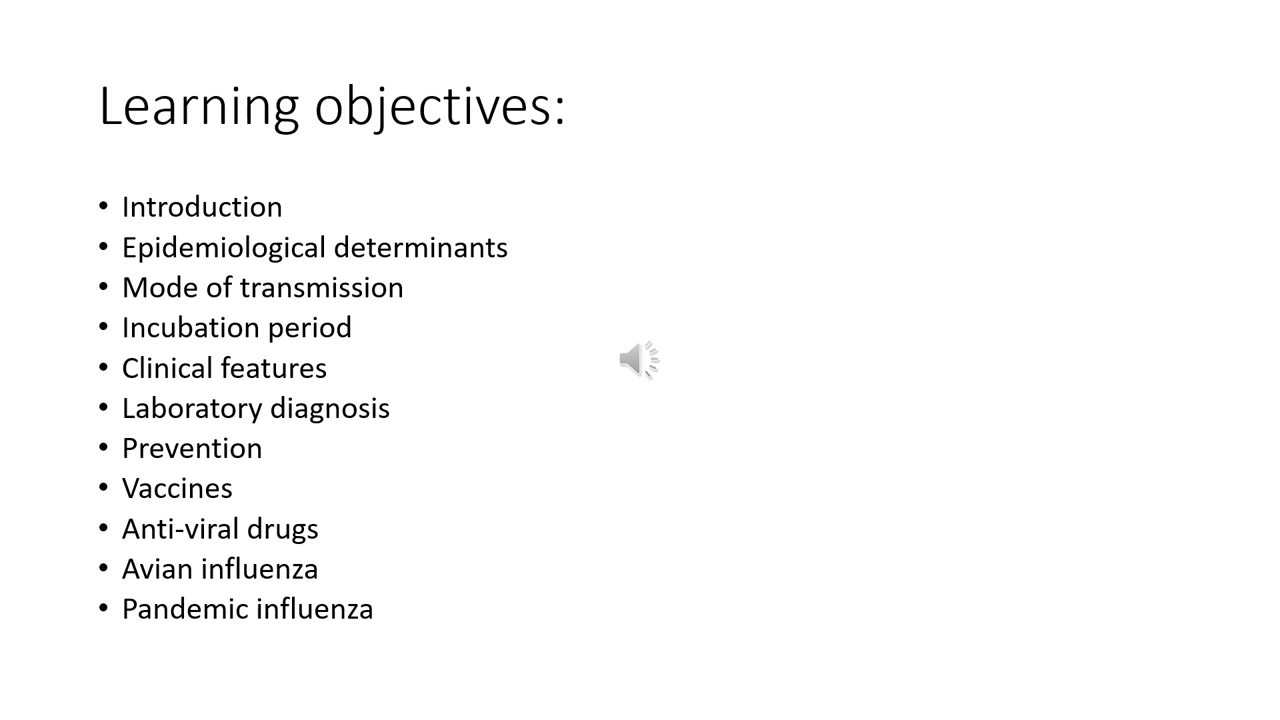 Learning objectives:
• Introduction
• Epidemiological determinants
• Mode of transmission
• Incubation period
• Clinical features
• Laboratory diagnosis
• Prevention
• Vaccines
• Anti-viral drugs
• Avian influenza
• Pandemic influenza